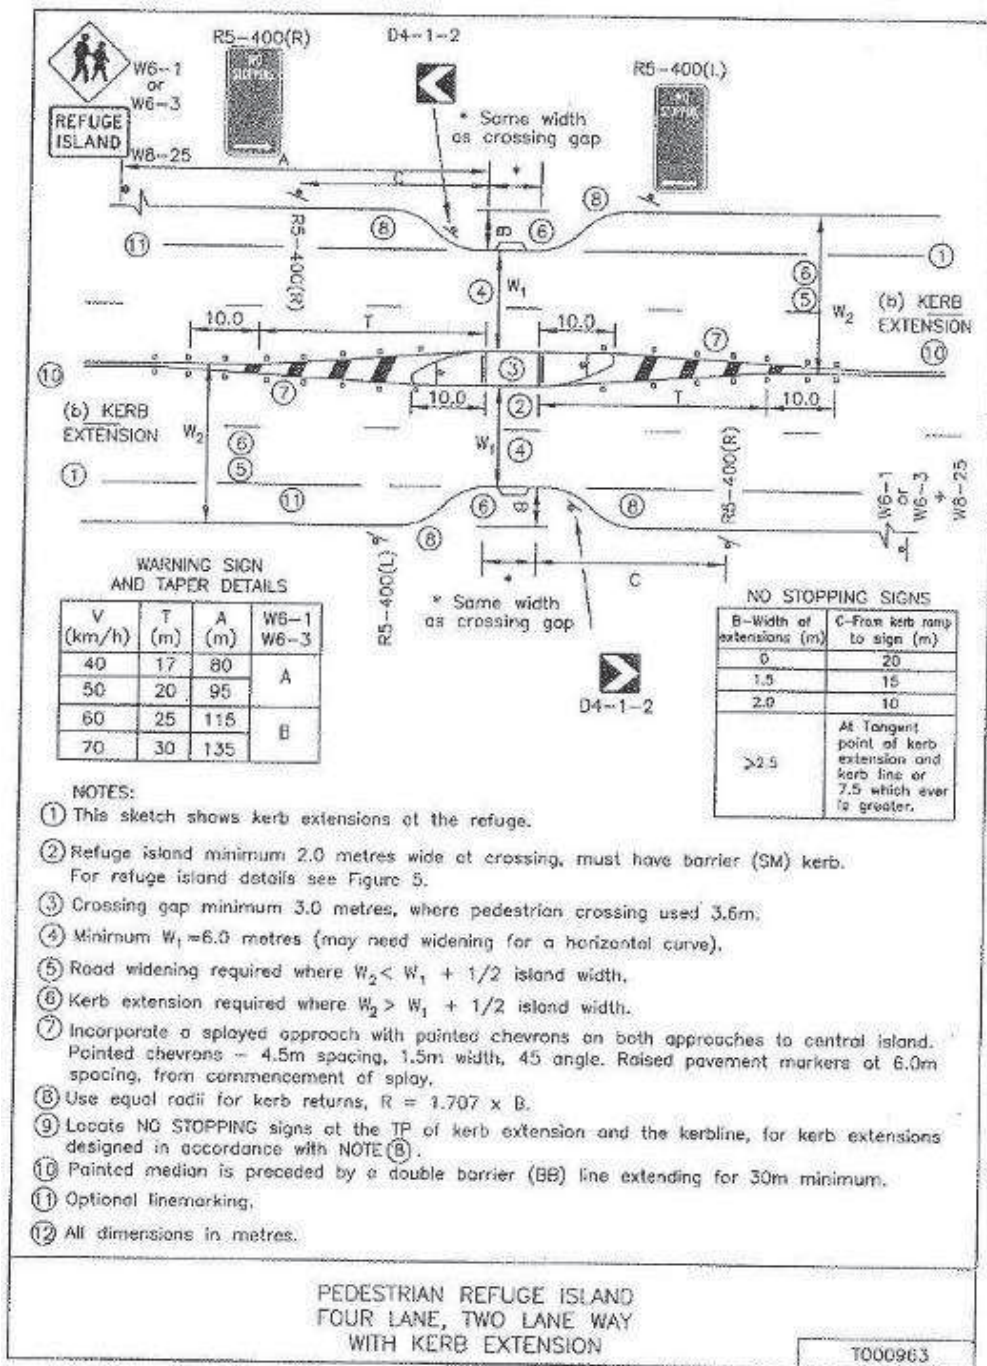 R5-400(R)
D4-1-2
R5-400(L)
W6-1
or
W6-3
REFUGE
ISLAND
W8-25
NO
STOPPING
NO
STOPPING
* Same width
as crossing gap
A
C
*
8
8
11
R5-400(R)
B
6
1
4
W1
6
5
W2
(b) KERB
EXTENSION
10.0
T
10.0
7
10
3
10
7
10.0
2
T
10.0
(b) KERB
EXTENSION
W2
6
5
W1
4
1
11
6
B
8
8
R5-400(R)
W6-1
or
W6-3
+
W8-25
R5-400(L)
*
C
* Same width
as crossing gap
D4-1-2
WARNING SIGN
AND TAPER DETAILS
V (km/h) T (m) A (m) W6-1 W6-3
40 17 80 A
50 20 95
60 25 115 B
70 30 135
NO STOPPING SIGNS
B-Width of extensions (m) C-From kerb ramp to sign (m)
0 20
1.5 15
2.0 10
⩾2.5 At Tangent point of kerb extension and kerb line or 7.5 which ever is greater.
NOTES:
① This sketch shows kerb extensions at the refuge.
② Refuge island minimum 2.0 metres wide at crossing, must have barrier (SM) kerb.
For refuge island details see Figure 5.
③ Crossing gap minimum 3.0 metres, where pedestrian crossing used 3.6m.
④ Minimum W1=6.0 metres (may need widening for a horizontal curve).
⑤ Road widening required where W2< W1 + 1/2 island width.
⑥ Kerb extension required where W2> W1 + 1/2 island width.
⑦ Incorporate a splayed approach with painted chevrons on both approaches to central island.
Painted chevrons - 4.5m spacing, 1.5m width, 45 angle. Raised pavement markers at 6.0m
spacing, from commencement of splay.
⑧ Use equal radii for kerb returns, R = 1.707 x B.
⑨ Locate NO STOPPING signs at the TP of kerb extension and the kerbline, for kerb extensions
designed in accordance with NOTE ⑧.
⑩ Painted median is preceded by a double barrier (BB) line extending for 30m minimum.
⑪ Optional linemarking.
⑫ All dimensions in metres.
PEDESTRIAN REFUGE ISLAND
FOUR LANE, TWO LANE WAY
WITH KERB EXTENSION
T000963